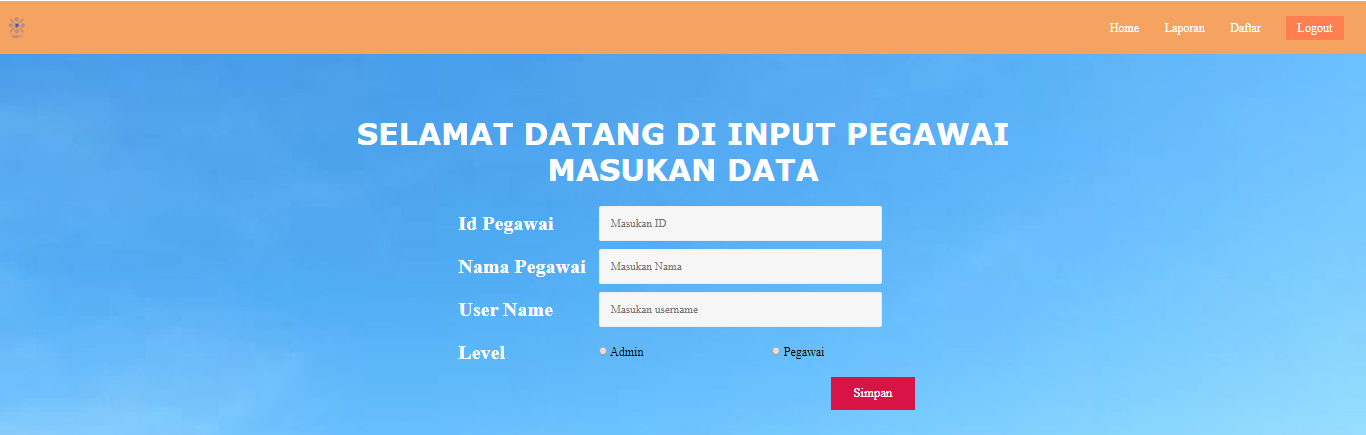 Home Laporan Daftar Logout
SELAMAT DATANG DI INPUT PEGAWAI
MASUKAN DATA
Id Pegawai Masukan ID
Nama Pegawai Masukan Nama
User Name Masukan username
Level Admin Pegawai
Simpan